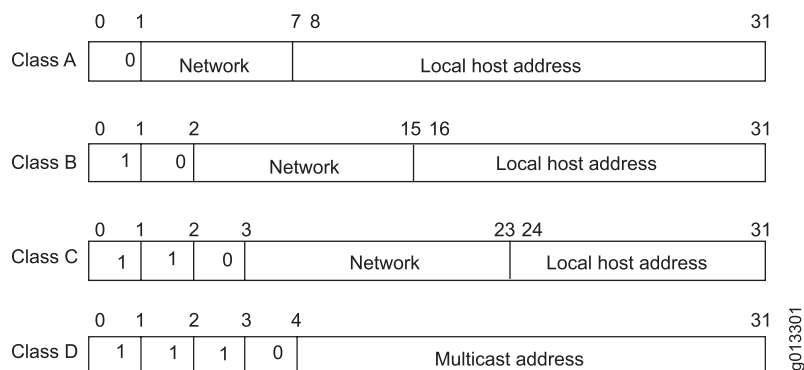 0 1 7 8 31
Class A 0 Network Local host address
0 1 2 15 16 31
Class B 1 0 Network Local host address
0 1 2 3 23 24 31
Class C 1 1 0 Network Local host address
0 1 2 3 4 31
Class D 1 1 1 0 Multicast address
g013301